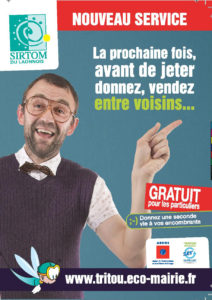 NOUVEAU SERVICE
SIRTOM
DU LAONNOIS
La prochaine fois,
avant de jeter
donnez, vendez
entre voisins...
GRATUIT
pour les particuliers
Donnez une seconde
vie à vos encombrants
www.tritou.eco-mairie.fr